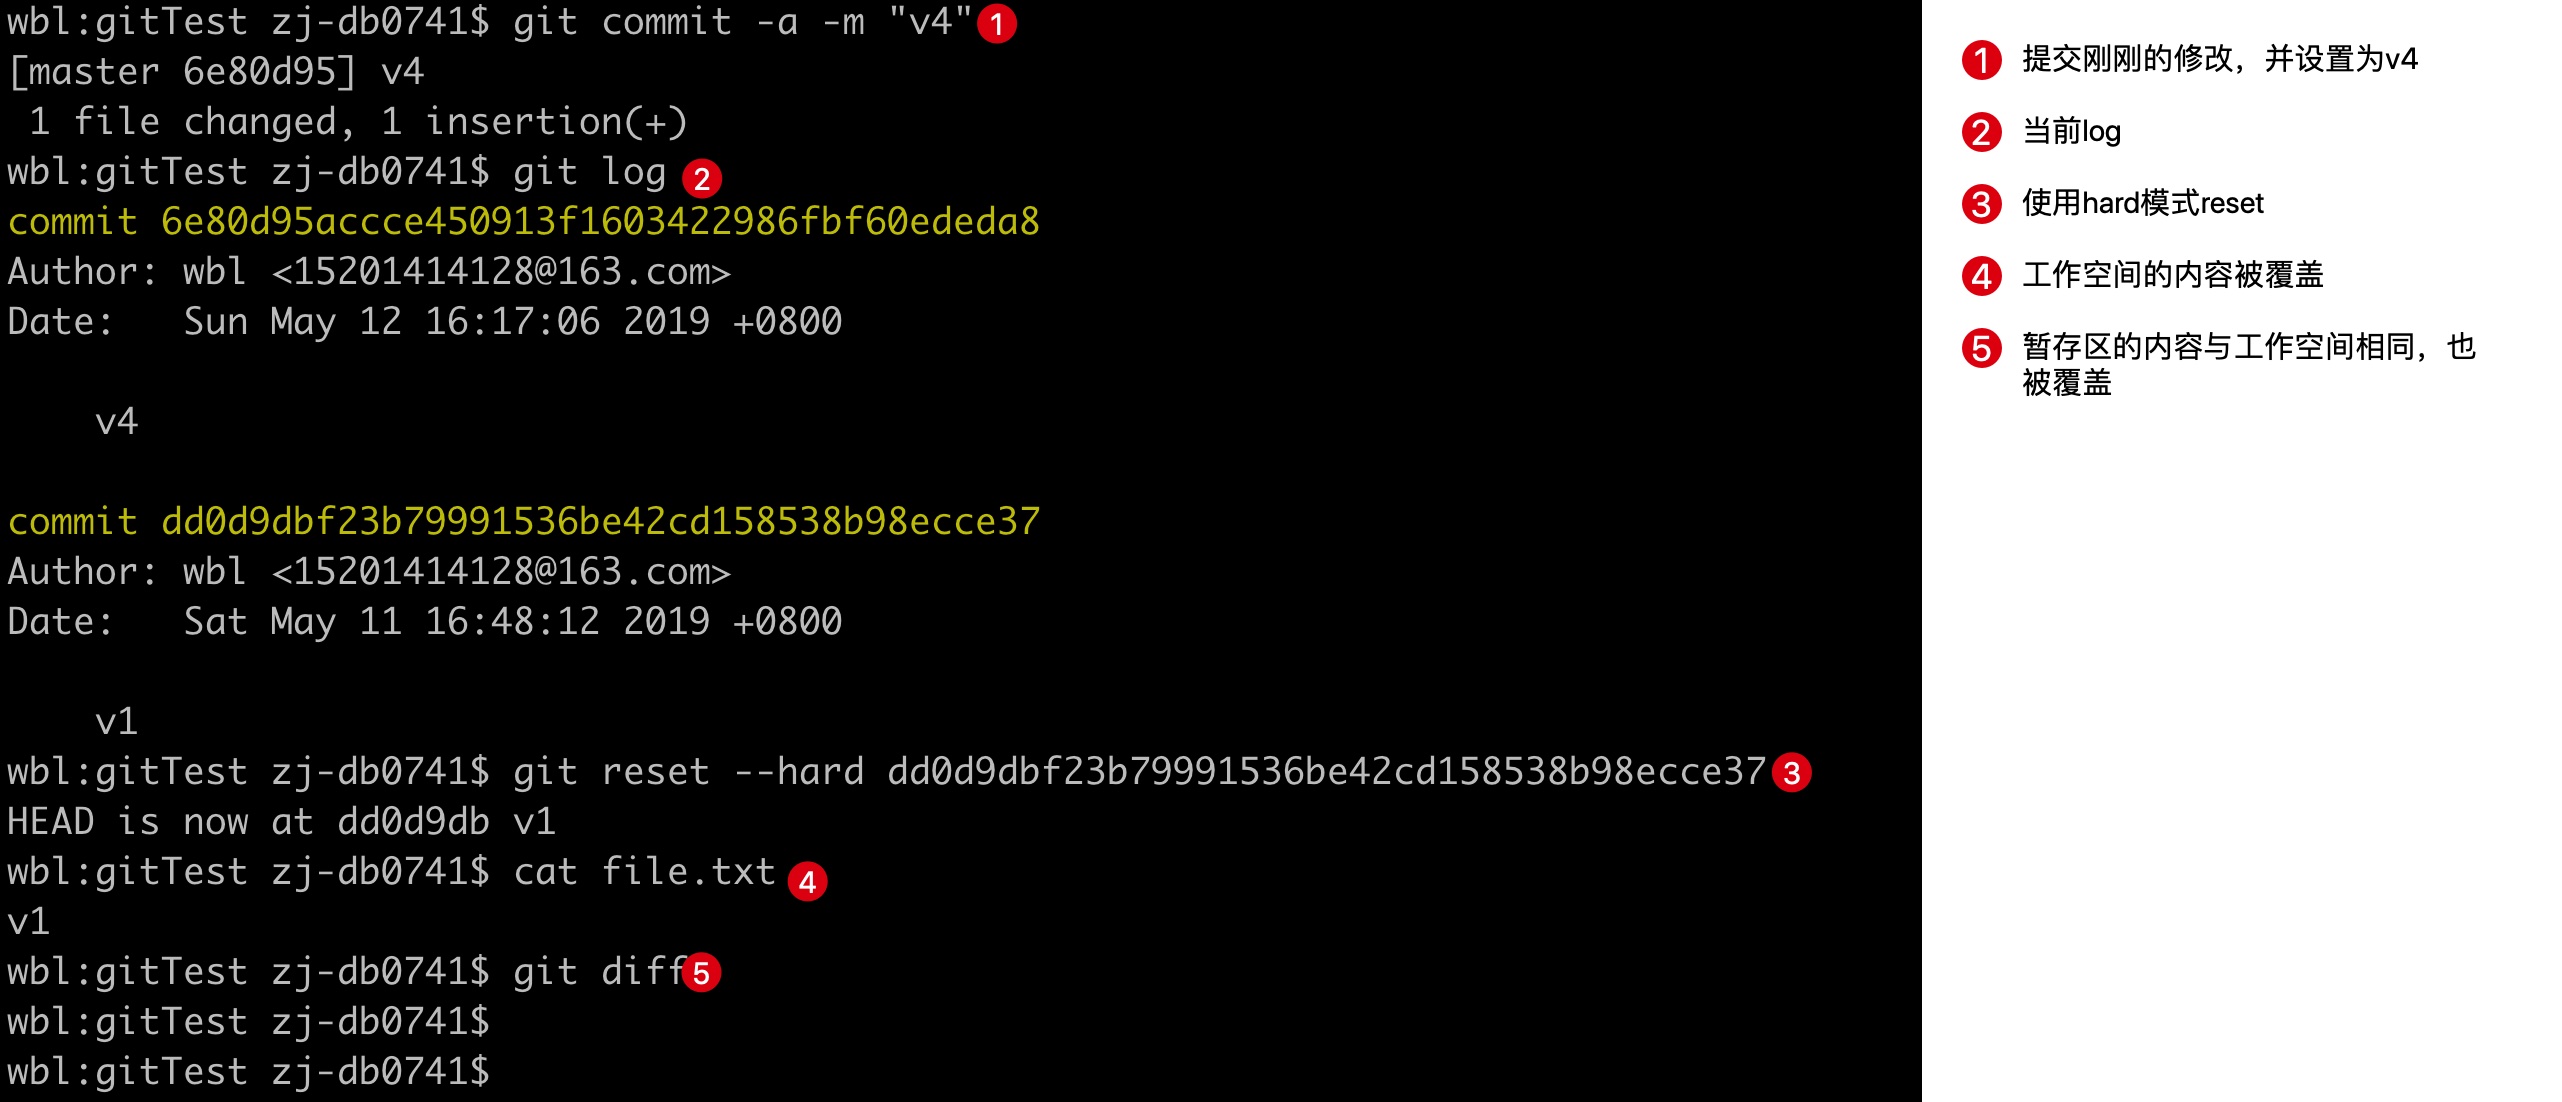 wbl:gitTest zj-db0741$ git commit -a -m "v4" 1
[master 6e80d95] v4
 1 file changed, 1 insertion(+)
wbl:gitTest zj-db0741$ git log 2
commit 6e80d95accce450913f1603422986fbf60ededa8
Author: wbl <15201414128@163.com>
Date:   Sun May 12 16:17:06 2019 +0800
    v4
commit dd0d9dbf23b79991536be42cd158538b98ecce37
Author: wbl <15201414128@163.com>
Date:   Sat May 11 16:48:12 2019 +0800
    v1
wbl:gitTest zj-db0741$ git reset --hard dd0d9dbf23b79991536be42cd158538b98ecce37 3
HEAD is now at dd0d9db v1
wbl:gitTest zj-db0741$ cat file.txt 4
v1
wbl:gitTest zj-db0741$ git diff 5
wbl:gitTest zj-db0741$
wbl:gitTest zj-db0741$
1 提交刚刚的修改，并设置为v4
2 当前log
3 使用hard模式reset
4 工作空间的内容被覆盖
5 暂存区的内容与工作空间相同，也
被覆盖